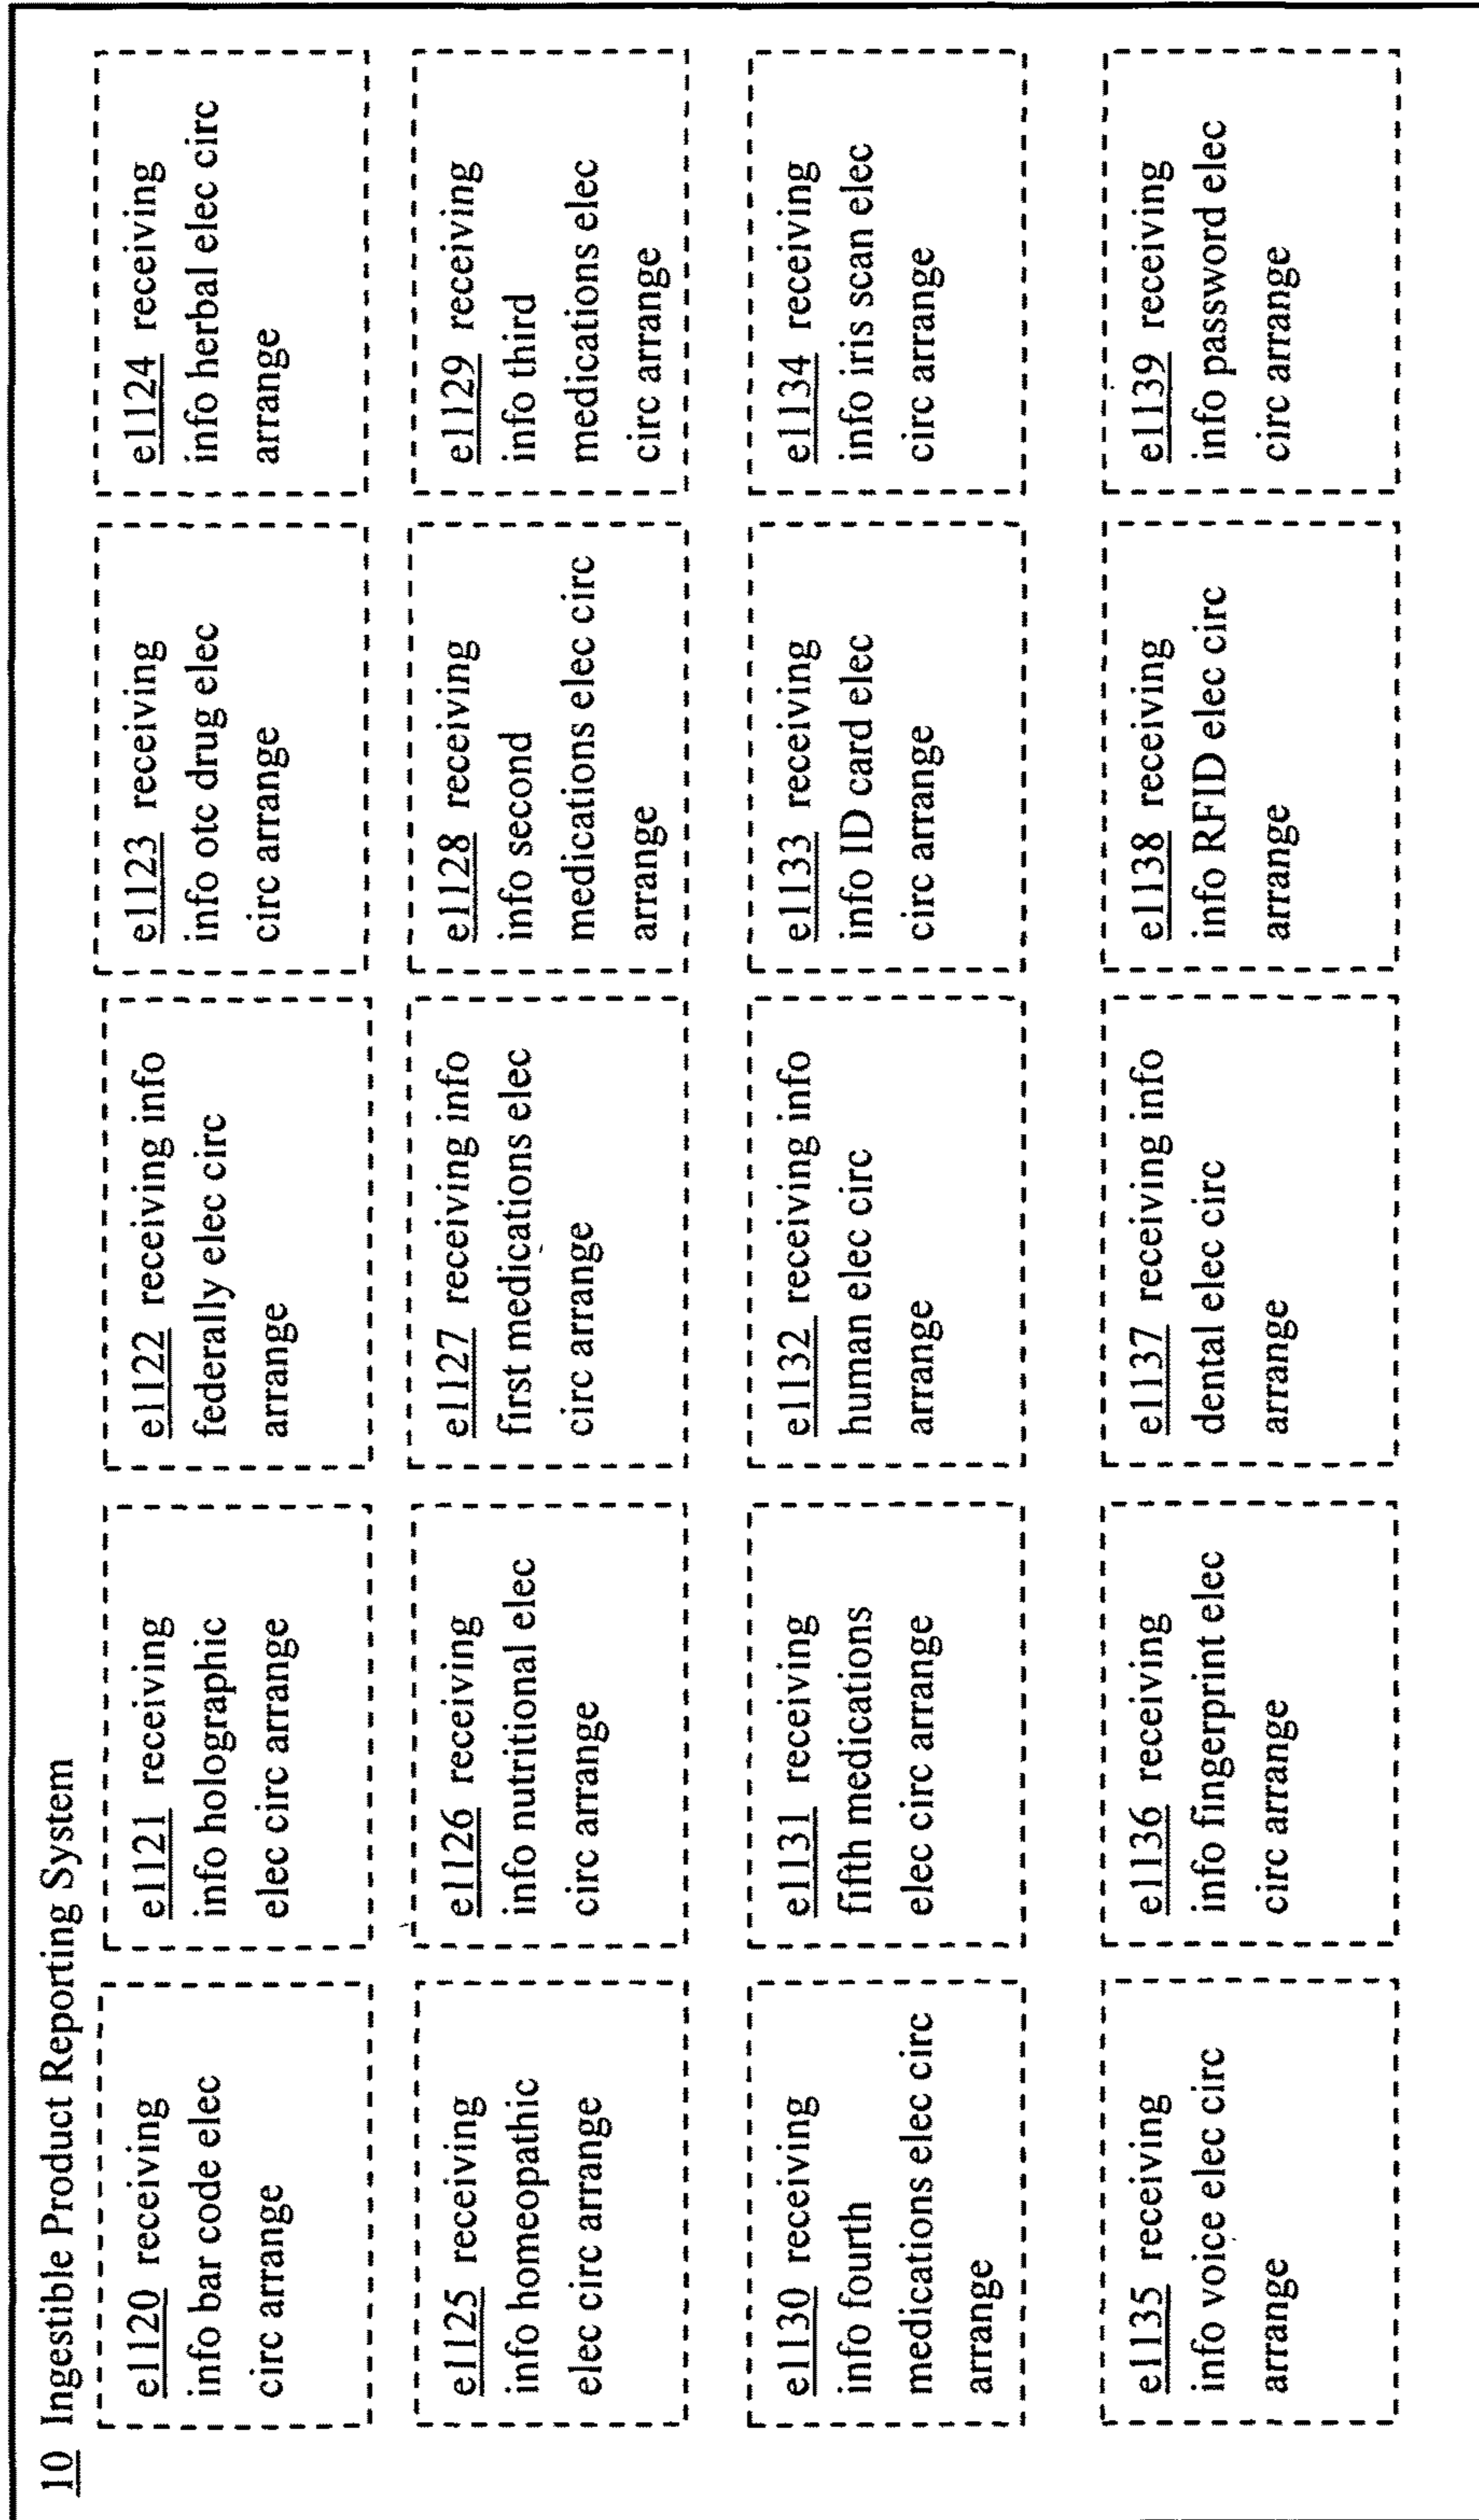 10 Ingestible Product Reporting System
e1120 receiving
info bar code elec
circ arrange
e1121 receiving
info holographic
elec circ arrange
e1122 receiving info
federally elec circ
arrange
e1123 receiving
info otc drug elec
circ arrange
e1124 receiving
info herbal elec circ
arrange
e1125 receiving
info homeopathic
elec circ arrange
e1126 receiving
info nutritional elec
circ arrange
e1127 receiving info
first medications elec
circ arrange
e1128 receiving
info second
medications elec circ
arrange
e1129 receiving
info third
medications elec
circ arrange
e1130 receiving
info fourth
medications elec circ
arrange
e1131 receiving
fifth medications
elec circ arrange
e1132 receiving info
human elec circ
arrange
e1133 receiving
info ID card elec
circ arrange
e1134 receiving
info iris scan elec
circ arrange
e1135 receiving
info voice elec circ
arrange
e1136 receiving
info fingerprint elec
circ arrange
e1137 receiving info
dental elec circ
arrange
e1138 receiving
info RFID elec circ
arrange
e1139 receiving
info password elec
circ arrange